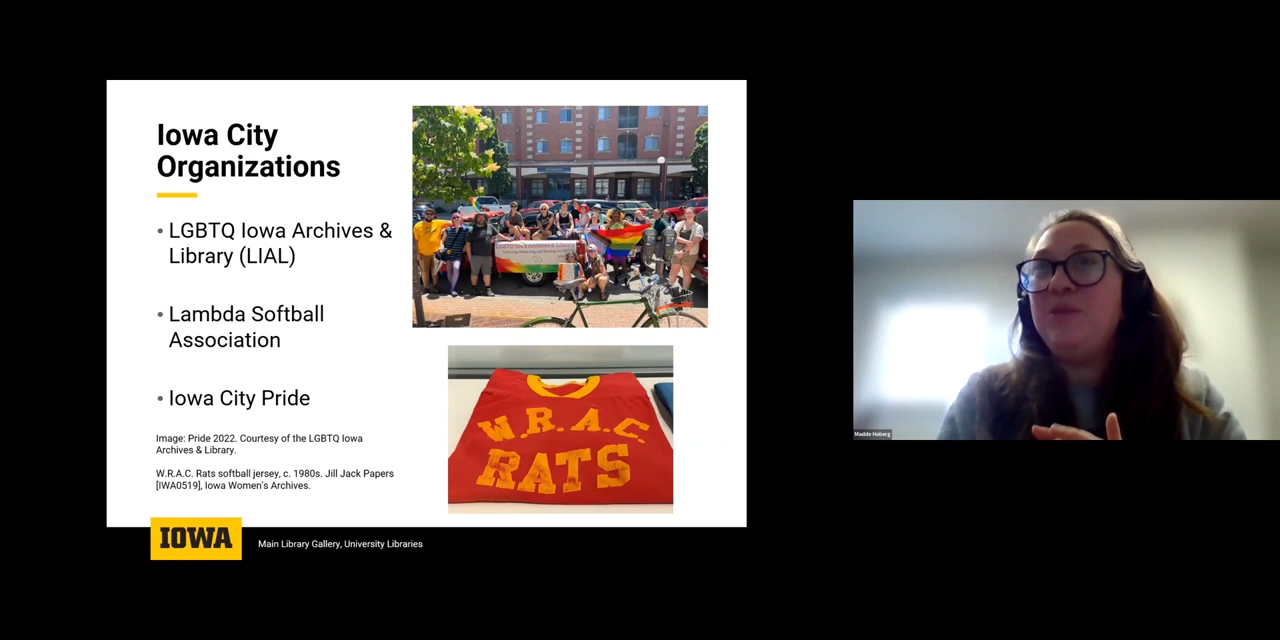 Iowa City
Organizations
• LGBTQ Iowa Archives &
Library (LIAL)
• Lambda Softball
Association
• Iowa City Pride
Image: Pride 2022. Courtesy of the LGBTQ Iowa
Archives & Library.
W.R.A.C. Rats softball jersey, c. 1980s. Jill Jack Papers
[IWA0519], Iowa Women's Archives.
LGBTQ Iowa Archives & Library
W.R.A.C.
RATS
IOWA
Main Library Gallery, University Libraries
Madde Hoberg